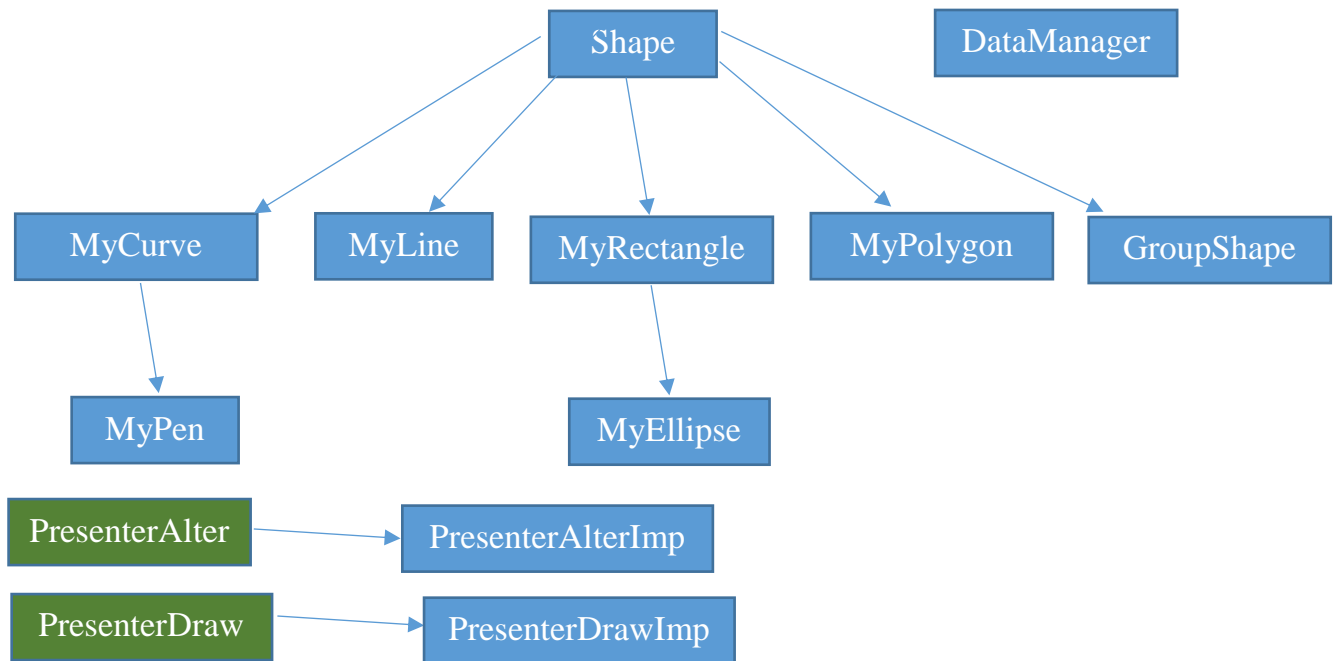 Shape
DataManager
MyCurve
MyLine
MyRectangle
MyPolygon
GroupShape
MyPen
MyEllipse
PresenterAlter
PresenterAlterImp
PresenterDraw
PresenterDrawImp